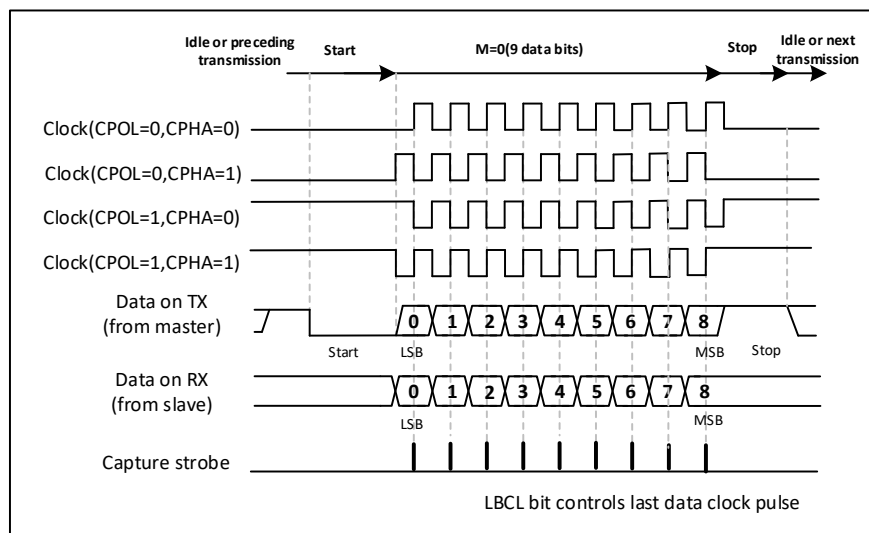 Idle or preceding
transmission
Start
M=0(9 data bits)
Stop
Idle or next
transmission
Clock(CPOL=0,CPHA=0)
Clock(CPOL=0,CPHA=1)
Clock(CPOL=1,CPHA=0)
Clock(CPOL=1,CPHA=1)
Data on TX
(from master)
0 1 2 3 4 5 6 7 8
Start
LSB
MSB
Stop
Data on RX
(from slave)
0 1 2 3 4 5 6 7 8
LSB
MSB
Capture strobe
LBCL bit controls last data clock pulse